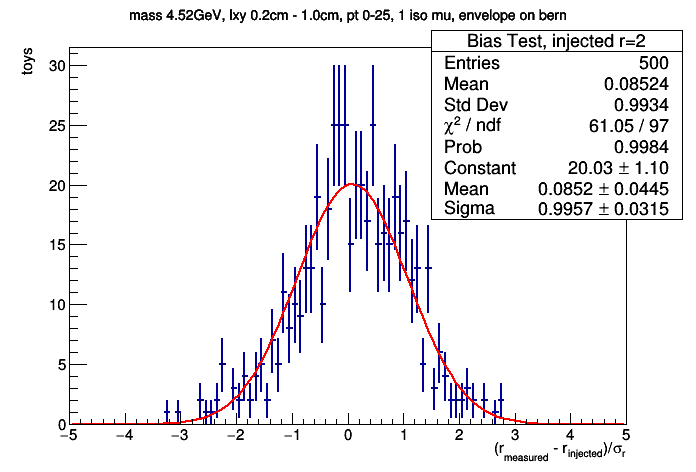 mass 4.52GeV, lxy 0.2cm - 1.0cm, pt 0-25, 1 iso mu, envelope on bern
Bias Test, injected r=2
Entries 500
Mean 0.08524
Std Dev 0.9934
χ² / ndf 61.05 / 97
Prob 0.9984
Constant 20.03 ± 1.10
Mean 0.0852 ± 0.0445
Sigma 0.9957 ± 0.0315
toys
30
25
20
15
10
5
0
−5 −4 −3 −2 −1 0 1 2 3 4 5
(r_measured - r_injected)/σ_r